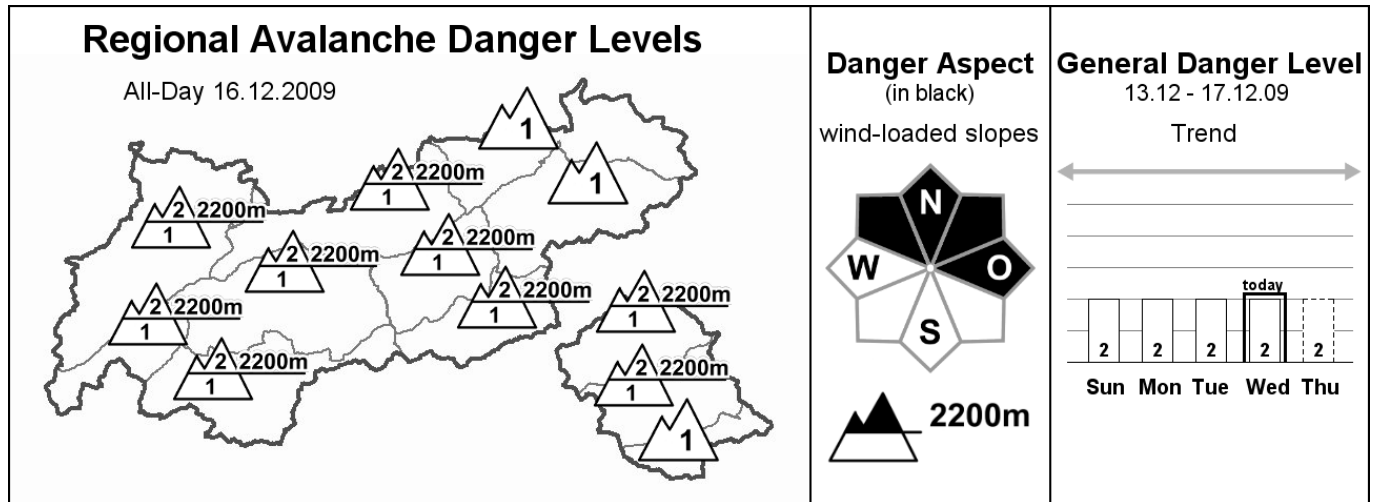 Regional Avalanche Danger Levels
All-Day 16.12.2009
1
1
2 2200m
1
2 2200m
1
2 2200m
1
2 2200m
1
2 2200m
1
2 2200m
1
2 2200m
1
2 2200m
1
2 2200m
1
1
Danger Aspect
(in black)
wind-loaded slopes
N
W O
S
2200m
General Danger Level
13.12 - 17.12.09
Trend
today
2 2 2 2 2
Sun Mon Tue Wed Thu